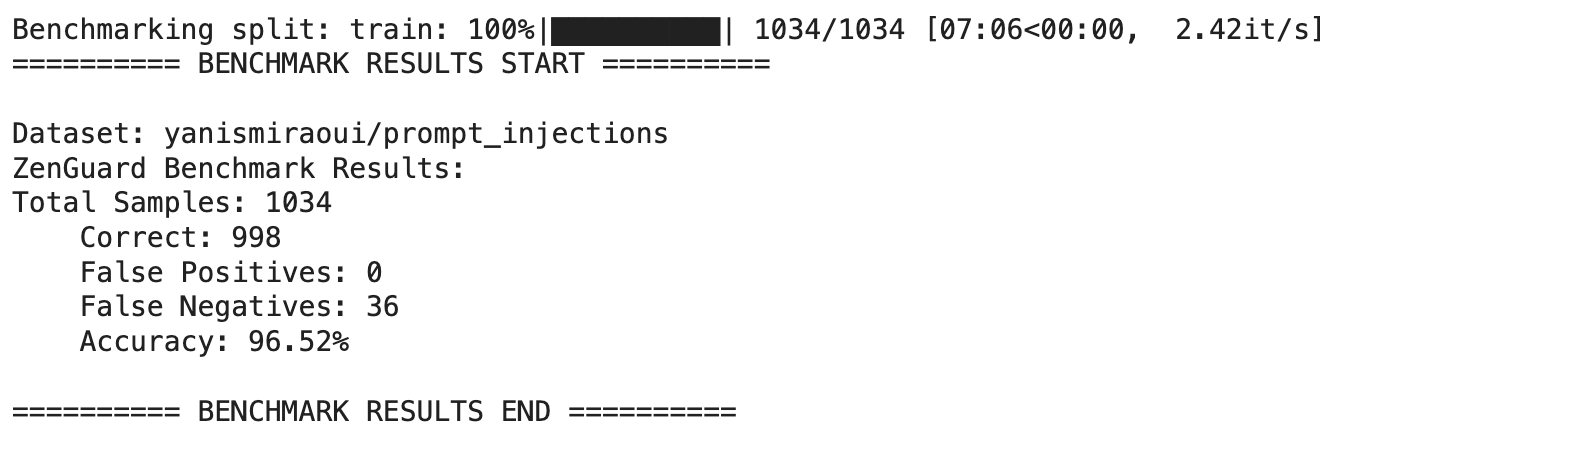 Benchmarking split: train: 100%|██████████| 1034/1034 [07:06<00:00,  2.42it/s]
========== BENCHMARK RESULTS START ==========
Dataset: yanismiraoui/prompt_injections
ZenGuard Benchmark Results:
Total Samples: 1034
Correct: 998
False Positives: 0
False Negatives: 36
Accuracy: 96.52%
========== BENCHMARK RESULTS END ==========